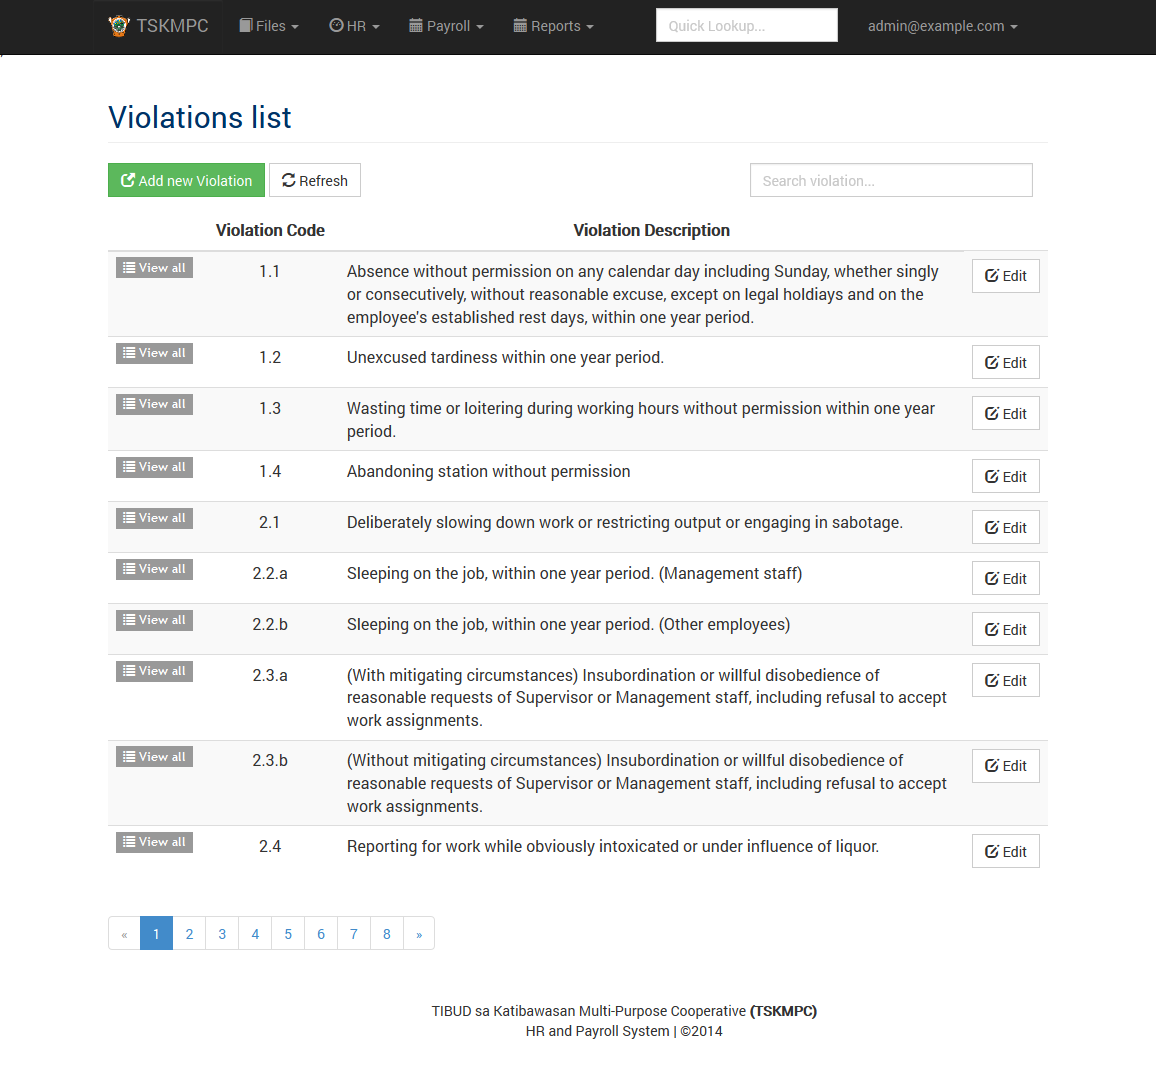 TSKMPC Files HR Payroll Reports Quick Lookup... admin@example.com
Violations list
Add new Violation Refresh Search violation...
Violation Code Violation Description
View all 1.1 Absence without permission on any calendar day including Sunday, whether singly Edit
or consecutively, without reasonable excuse, except on legal holdiays and on the
employee's established rest days, within one year period.
View all 1.2 Unexcused tardiness within one year period. Edit
View all 1.3 Wasting time or loitering during working hours without permission within one year Edit
period.
View all 1.4 Abandoning station without permission Edit
View all 2.1 Deliberately slowing down work or restricting output or engaging in sabotage. Edit
View all 2.2.a Sleeping on the job, within one year period. (Management staff) Edit
View all 2.2.b Sleeping on the job, within one year period. (Other employees) Edit
View all 2.3.a (With mitigating circumstances) Insubordination or willful disobedience of Edit
reasonable requests of Supervisor or Management staff, including refusal to accept
work assignments.
View all 2.3.b (Without mitigating circumstances) Insubordination or willful disobedience of Edit
reasonable requests of Supervisor or Management staff, including refusal to accept
work assignments.
View all 2.4 Reporting for work while obviously intoxicated or under influence of liquor. Edit
« 1 2 3 4 5 6 7 8 »
TIBUD sa Katibawasan Multi-Purpose Cooperative (TSKMPC)
HR and Payroll System | ©2014